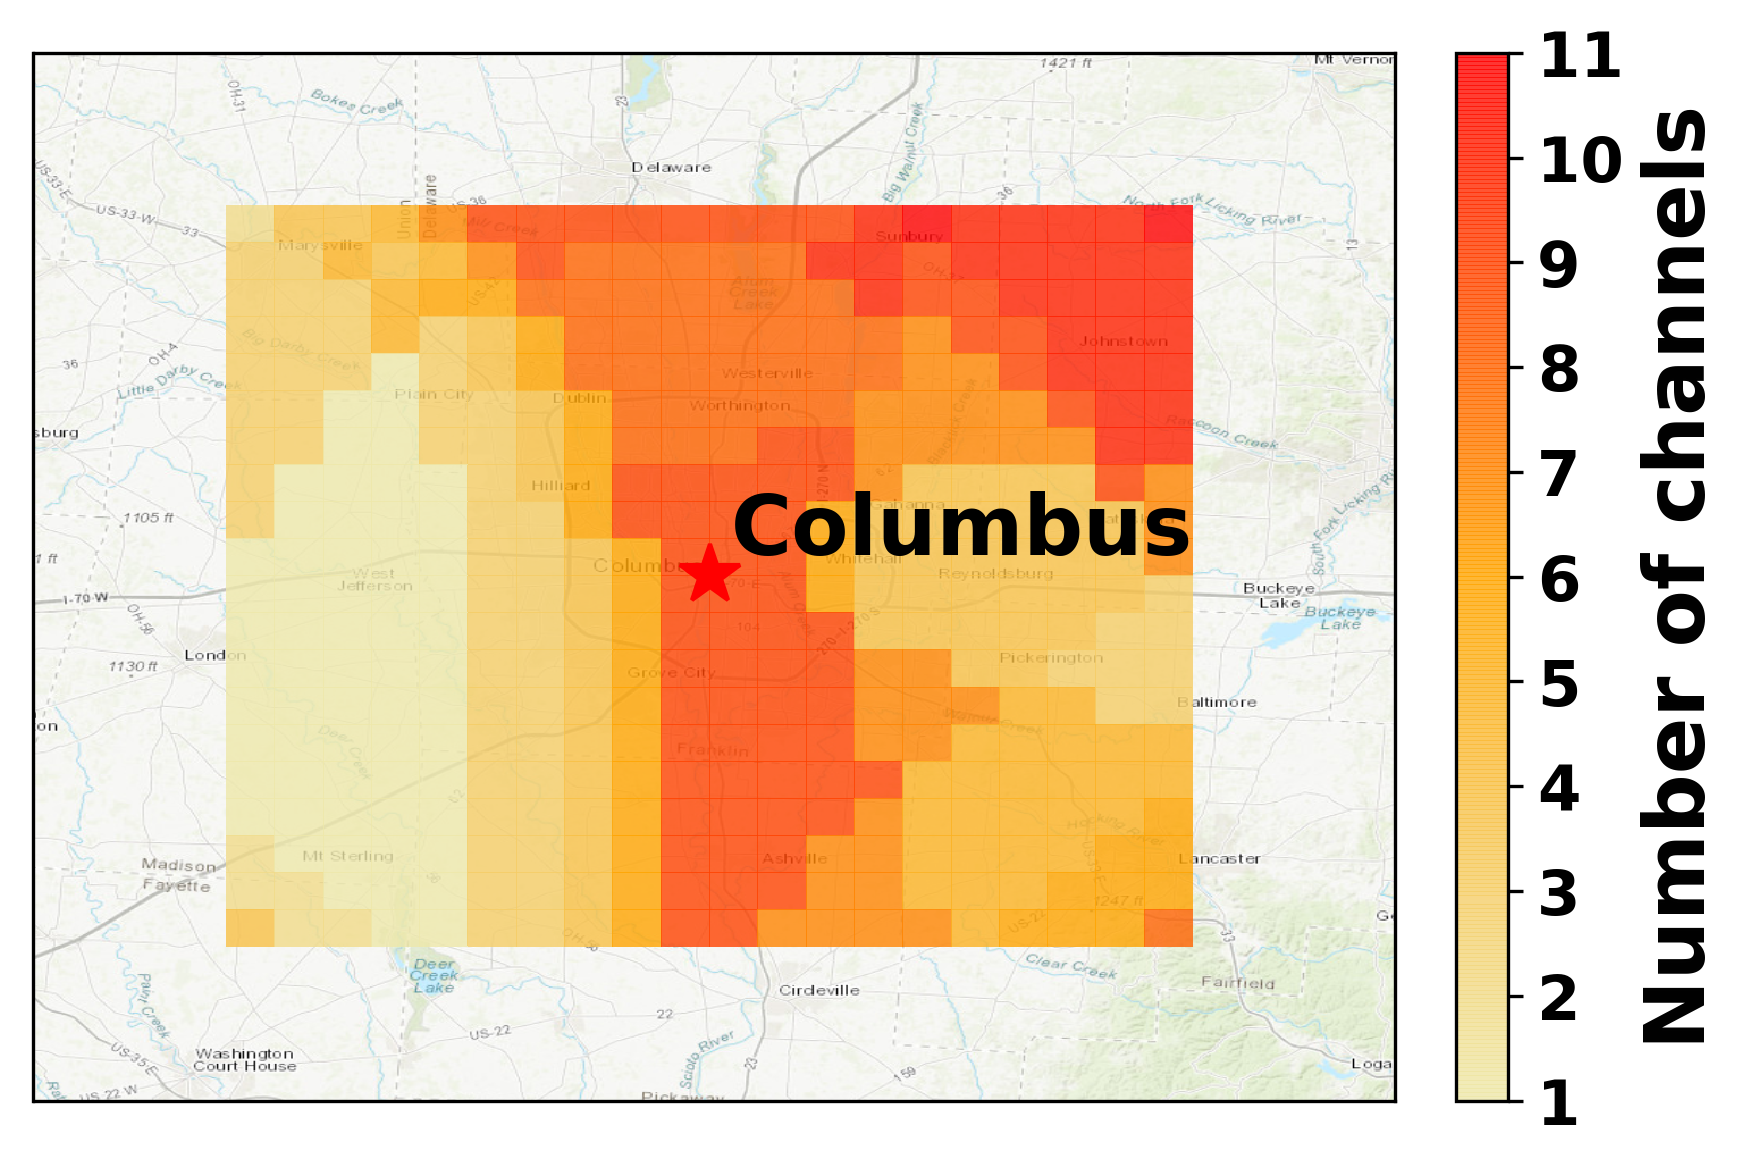 Mt Vernon
1421 ft
OH-31
Bokes Creek
23
Big Walnut Creek
Delaware
US-33-E
US-33-W
33
Union
Delaware
US-36
Mill Creek
36
North Fork Licking River
Sunbury
13
Marysville
OH-37
US-42
Alum
Creek
Lake
Big Darby Creek
OH-4
36
Little Darby Creek
Johnstown
Westerville
Plain City
Dublin
Worthington
Blacklick Creek
Raccoon Creek
sburg
Hilliard
I-270 N
South Fork Licking Ri
1105 ft
Gahanna
Columbus
1 ft
Columbus
Whitehall
Reynoldsburg
West
Jefferson
70-E
Alum Creek
I-70 W
Buckeye
Lake
Buckeye
Lake
OH-56
104
270-I-270 S
London
1130 ft
Pickerington
Grove City
Baltimore
on
Walnut Creek
Deer Creek
Franklin
62
Hocking River
Mt Sterling
Ashville
Lancaster
Madison
Fayette
1247 ft
US-22
33
Deer
Creek
Lake
Clear Creek
Circleville
Fairfield
Paint Creek
22
US-22
Scioto River
159
23
US-35 E
Washington
Court House
Loga
US 22 W
Pickaway
11
10
9
8
7
6
5
4
3
2
1
Number of channels